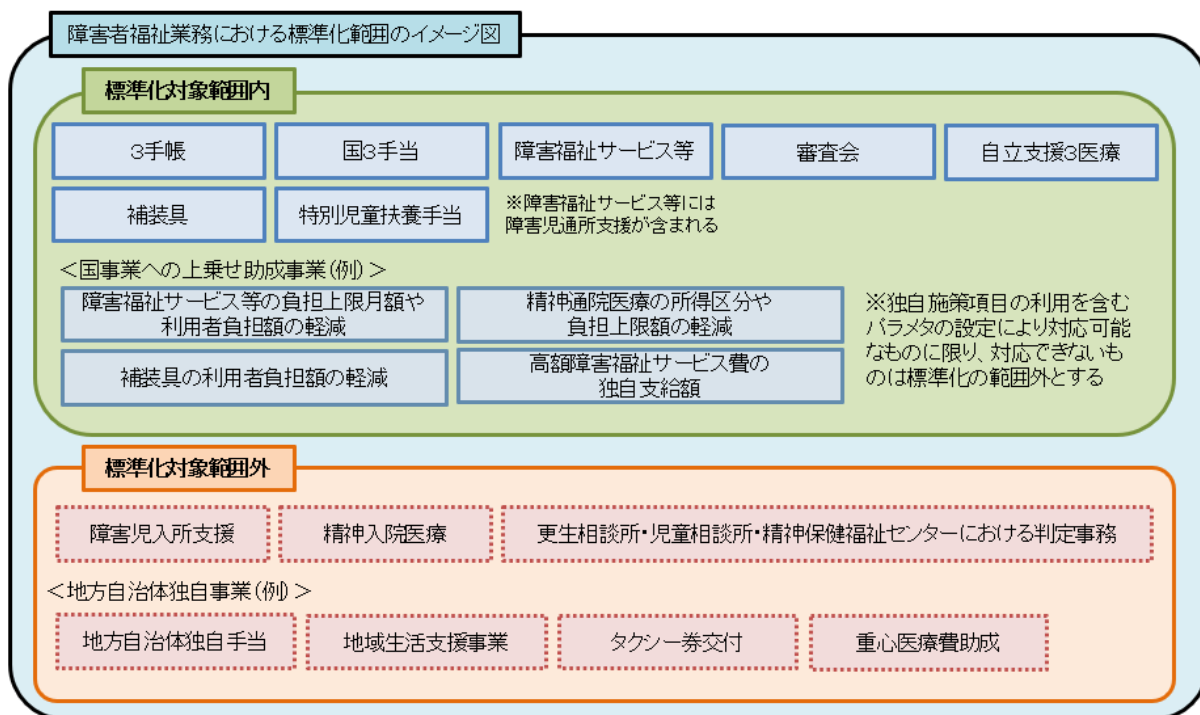 障害者福祉業務における標準化範囲のイメージ図
標準化対象範囲内
3手帳
国3手当
障害福祉サービス等
審査会
自立支援3医療
補装具
特別児童扶養手当
※障害福祉サービス等には
障害児通所支援が含まれる
＜国事業への上乗せ助成事業(例)＞
障害福祉サービス等の負担上限月額や
利用者負担額の軽減
精神通院医療の所得区分や
負担上限額の軽減
補装具の利用者負担額の軽減
高額障害福祉サービス費の
独自支給額
※独自施策項目の利用を含む
パラメタの設定により対応可能
なものに限り、対応できないも
のは標準化の範囲外とする
標準化対象範囲外
障害児入所支援
精神入院医療
更生相談所・児童相談所・精神保健福祉センターにおける判定事務
＜地方自治体独自事業(例)＞
地方自治体独自手当
地域生活支援事業
タクシー券交付
重心医療費助成